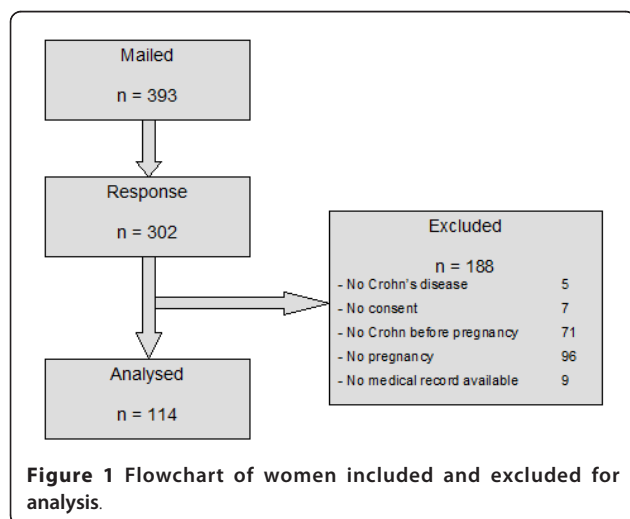 Mailed
n = 393
Response
n = 302
Excluded
n = 188
- No Crohn's disease 5
- No consent 7
- No Crohn before pregnancy 71
- No pregnancy 96
- No medical record available 9
Analysed
n = 114
Figure 1 Flowchart of women included and excluded for
analysis.